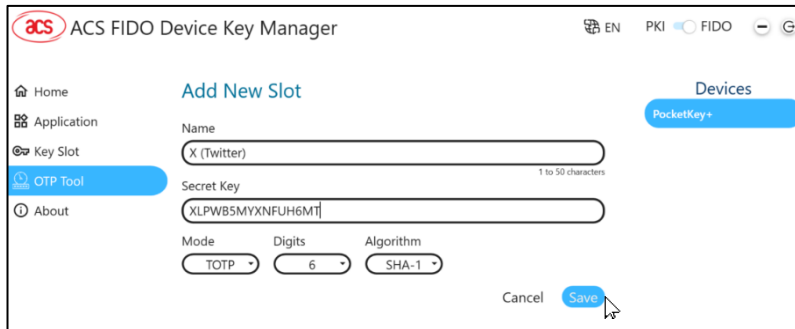 acs ACS FIDO Device Key Manager EN PKI FIDO
Home
Application
Key Slot
OTP Tool
About
Add New Slot
Name
X (Twitter)
1 to 50 characters
Secret Key
XLPWB5MYXNFUH6MT
Mode Digits Algorithm
TOTP 6 SHA-1
Cancel Save
Devices
PocketKey+